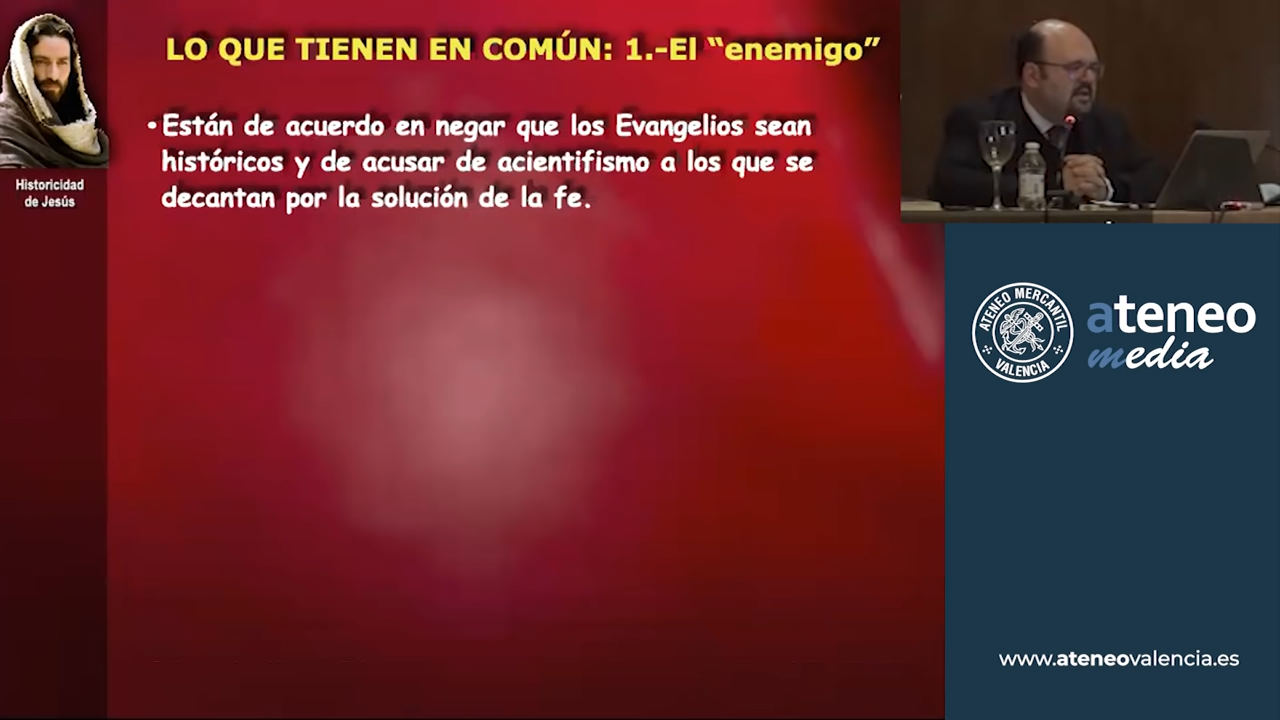 LO QUE TIENEN EN COMÚN: 1.-El “enemigo”
•Están de acuerdo en negar que los Evangelios sean
históricos y de acusar de acientifismo a los que se
decantan por la solución de la fe.
Historicidad
de Jesús
ATENEO MERCANTIL
VALENCIA
ateneo
media
www.ateneovalencia.es